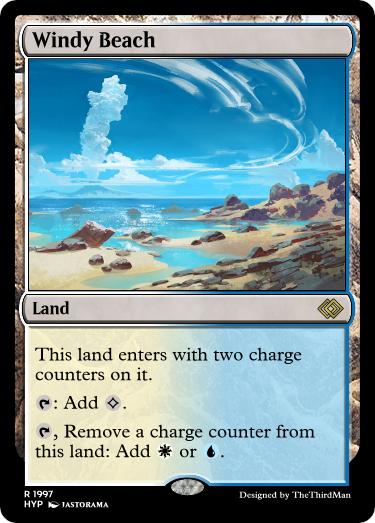 Windy Beach
Land
This land enters with two charge
counters on it.
: Add .
, Remove a charge counter from
this land: Add or .
R 1997
HYP JASTORAMA
Designed by TheThirdMan